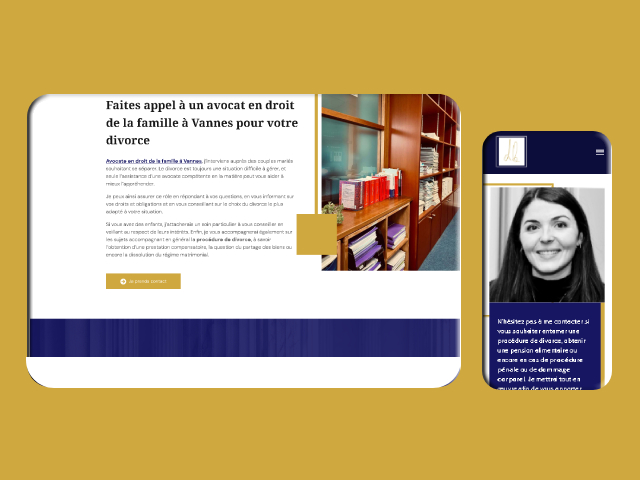 Faites appel à un avocat en droit
de la famille à Vannes pour votre
divorce
Avocate en droit de la famille à Vannes, j'interviens auprès des couples mariés
souhaitant se séparer. Le divorce est toujours une situation difficile à gérer, et
seule l'assistance d'une avocate compétente en la matière peut vous aider à
mieux l'appréhender.
Je peux ainsi assurer ce rôle en répondant à vos questions, en vous informant sur
vos droits et obligations et en vous conseillant sur le choix du divorce le plus
adapté à votre situation.
Si vous avez des enfants, j'attacherais un soin particulier à vous conseiller en
veillant au respect de leurs intérêts. Enfin, je vous accompagnerai également sur
les sujets accompagnant en général la procédure de divorce, à savoir
l'obtention d'une prestation compensatoire, la question du partage des biens ou
encore la dissolution du régime matrimonial.
Je prends contact
N'hésitez pas à me contacter si
vous souhaitez entamer une
procédure de divorce, obtenir
une pension alimentaire ou
encore en cas de procédure
pénale ou de dommage
corporel. Je mettrai tout en
œuvre afin de vous apporter